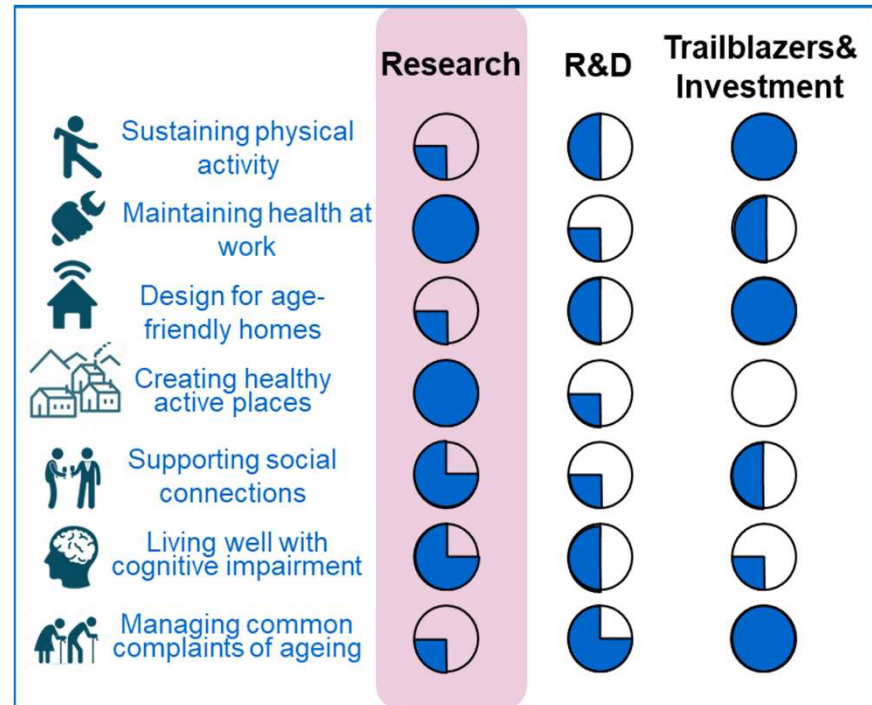 Research
R&D
Trailblazers&
Investment
Sustaining physical
activity
Maintaining health at
work
Design for age-
friendly homes
Creating healthy
active places
Supporting social
connections
Living well with
cognitive impairment
Managing common
complaints of ageing